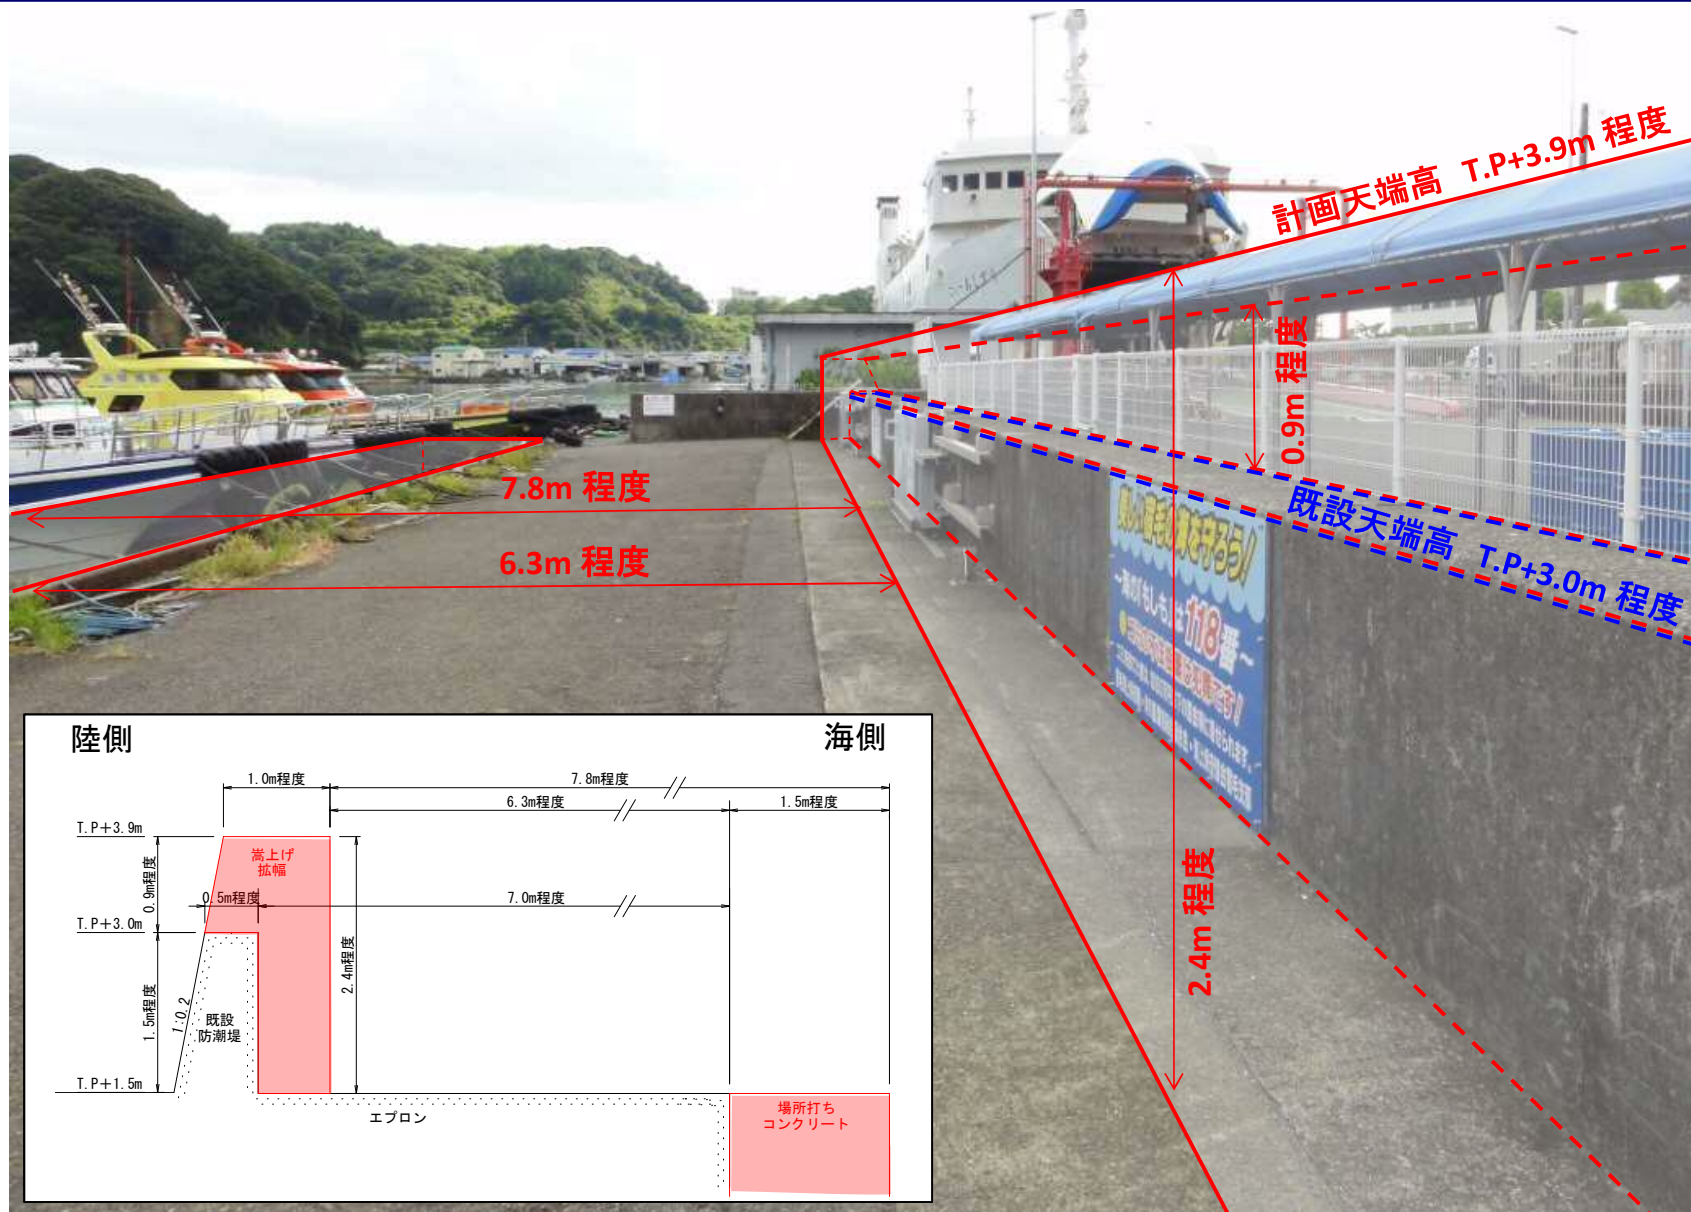 計画天端高 T.P+3.9m 程度
0.9m 程度
既設天端高 T.P+3.0m 程度
7.8m 程度
6.3m 程度
2.4m 程度
海を守ろう!
118番~
陸側
海側
1.0m程度
7.8m程度
6.3m程度
1.5m程度
T.P+3.9m
嵩上げ
拡幅
0.9m程度
0.5m程度
7.0m程度
T.P+3.0m
2.4m程度
1.5m程度
1:0.2
既設
防潮堤
T.P+1.5m
エプロン
場所打ち
コンクリート